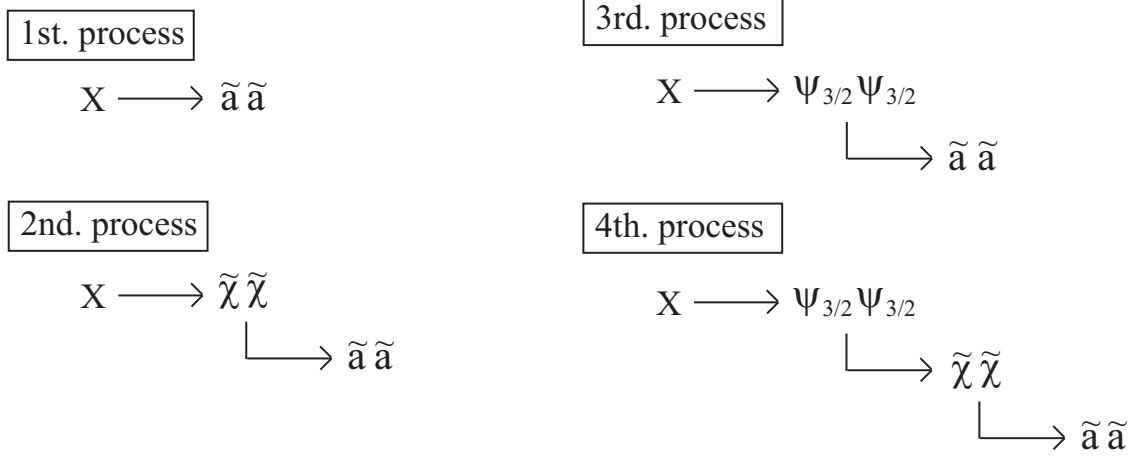 1st. process
X ⟶ ã ã
2nd. process
X ⟶ χ̃ χ̃
ã ã
3rd. process
X ⟶ Ψ3/2 Ψ3/2
ã ã
4th. process
X ⟶ Ψ3/2 Ψ3/2
χ̃ χ̃
ã ã